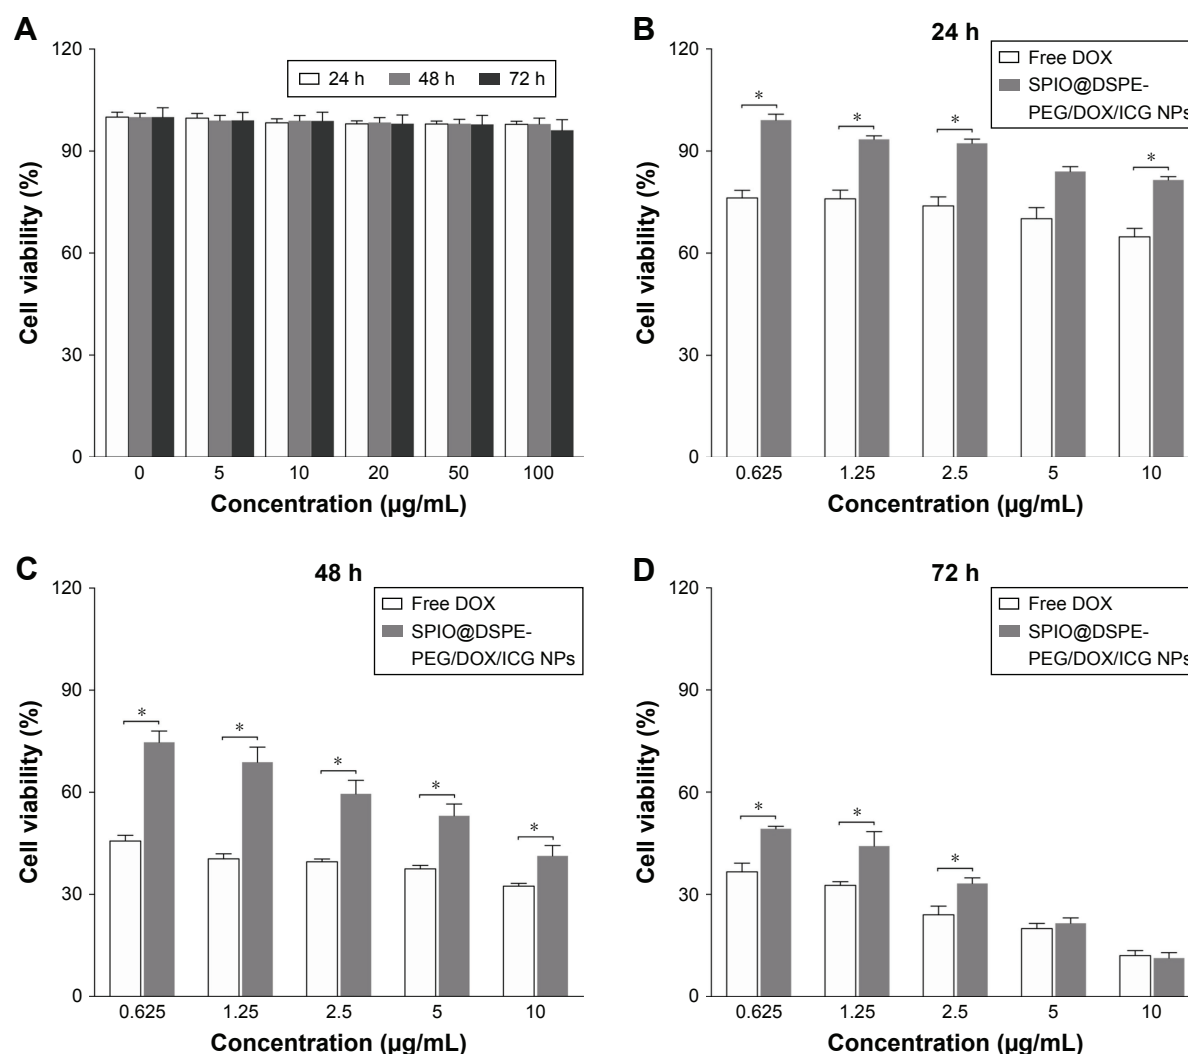 A
120
90
60
30
0
Cell viability (%)
24 h
48 h
72 h
0
5
10
20
50
100
Concentration (µg/mL)
B
24 h
120
90
60
30
0
Cell viability (%)
Free DOX
SPIO@DSPE-
PEG/DOX/ICG NPs
*
*
*
*
0.625
1.25
2.5
5
10
Concentration (µg/mL)
C
48 h
120
90
60
30
0
Cell viability (%)
Free DOX
SPIO@DSPE-
PEG/DOX/ICG NPs
*
*
*
*
*
0.625
1.25
2.5
5
10
Concentration (µg/mL)
D
72 h
120
90
60
30
0
Cell viability (%)
Free DOX
SPIO@DSPE-
PEG/DOX/ICG NPs
*
*
*
0.625
1.25
2.5
5
10
Concentration (µg/mL)